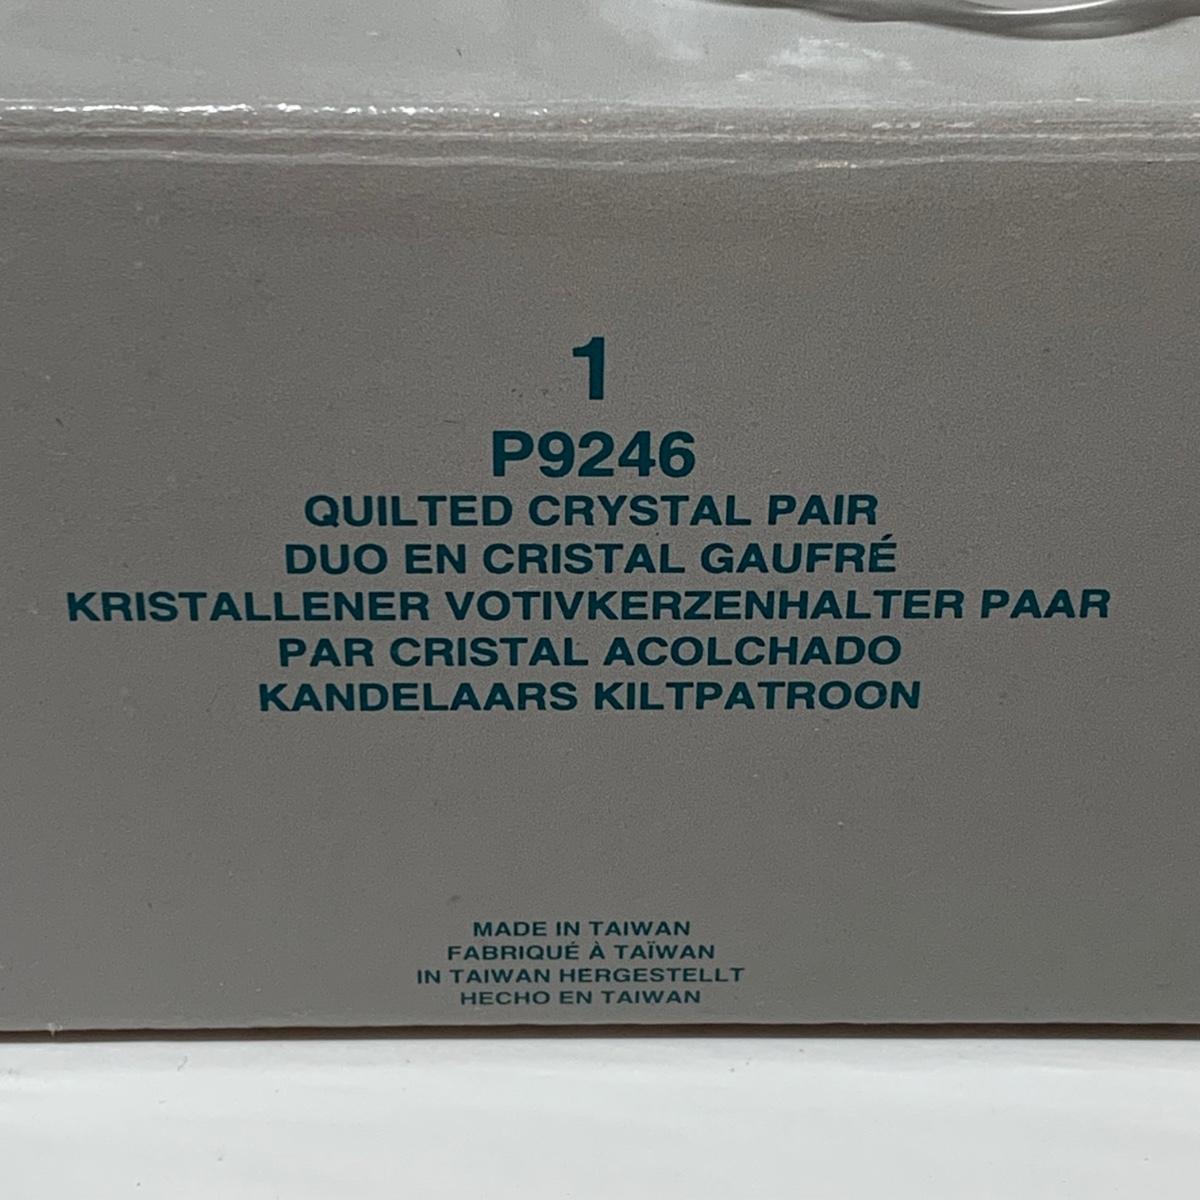 1
P9246
QUILTED CRYSTAL PAIR
DUO EN CRISTAL GAUFRÉ
KRISTALLENER VOTIVKERZENHALTER PAAR
PAR CRISTAL ACOLCHADO
KANDELAARS KILTPATROON
MADE IN TAIWAN
FABRIQUÉ À TAÏWAN
IN TAIWAN HERGESTELLT
HECHO EN TAIWAN